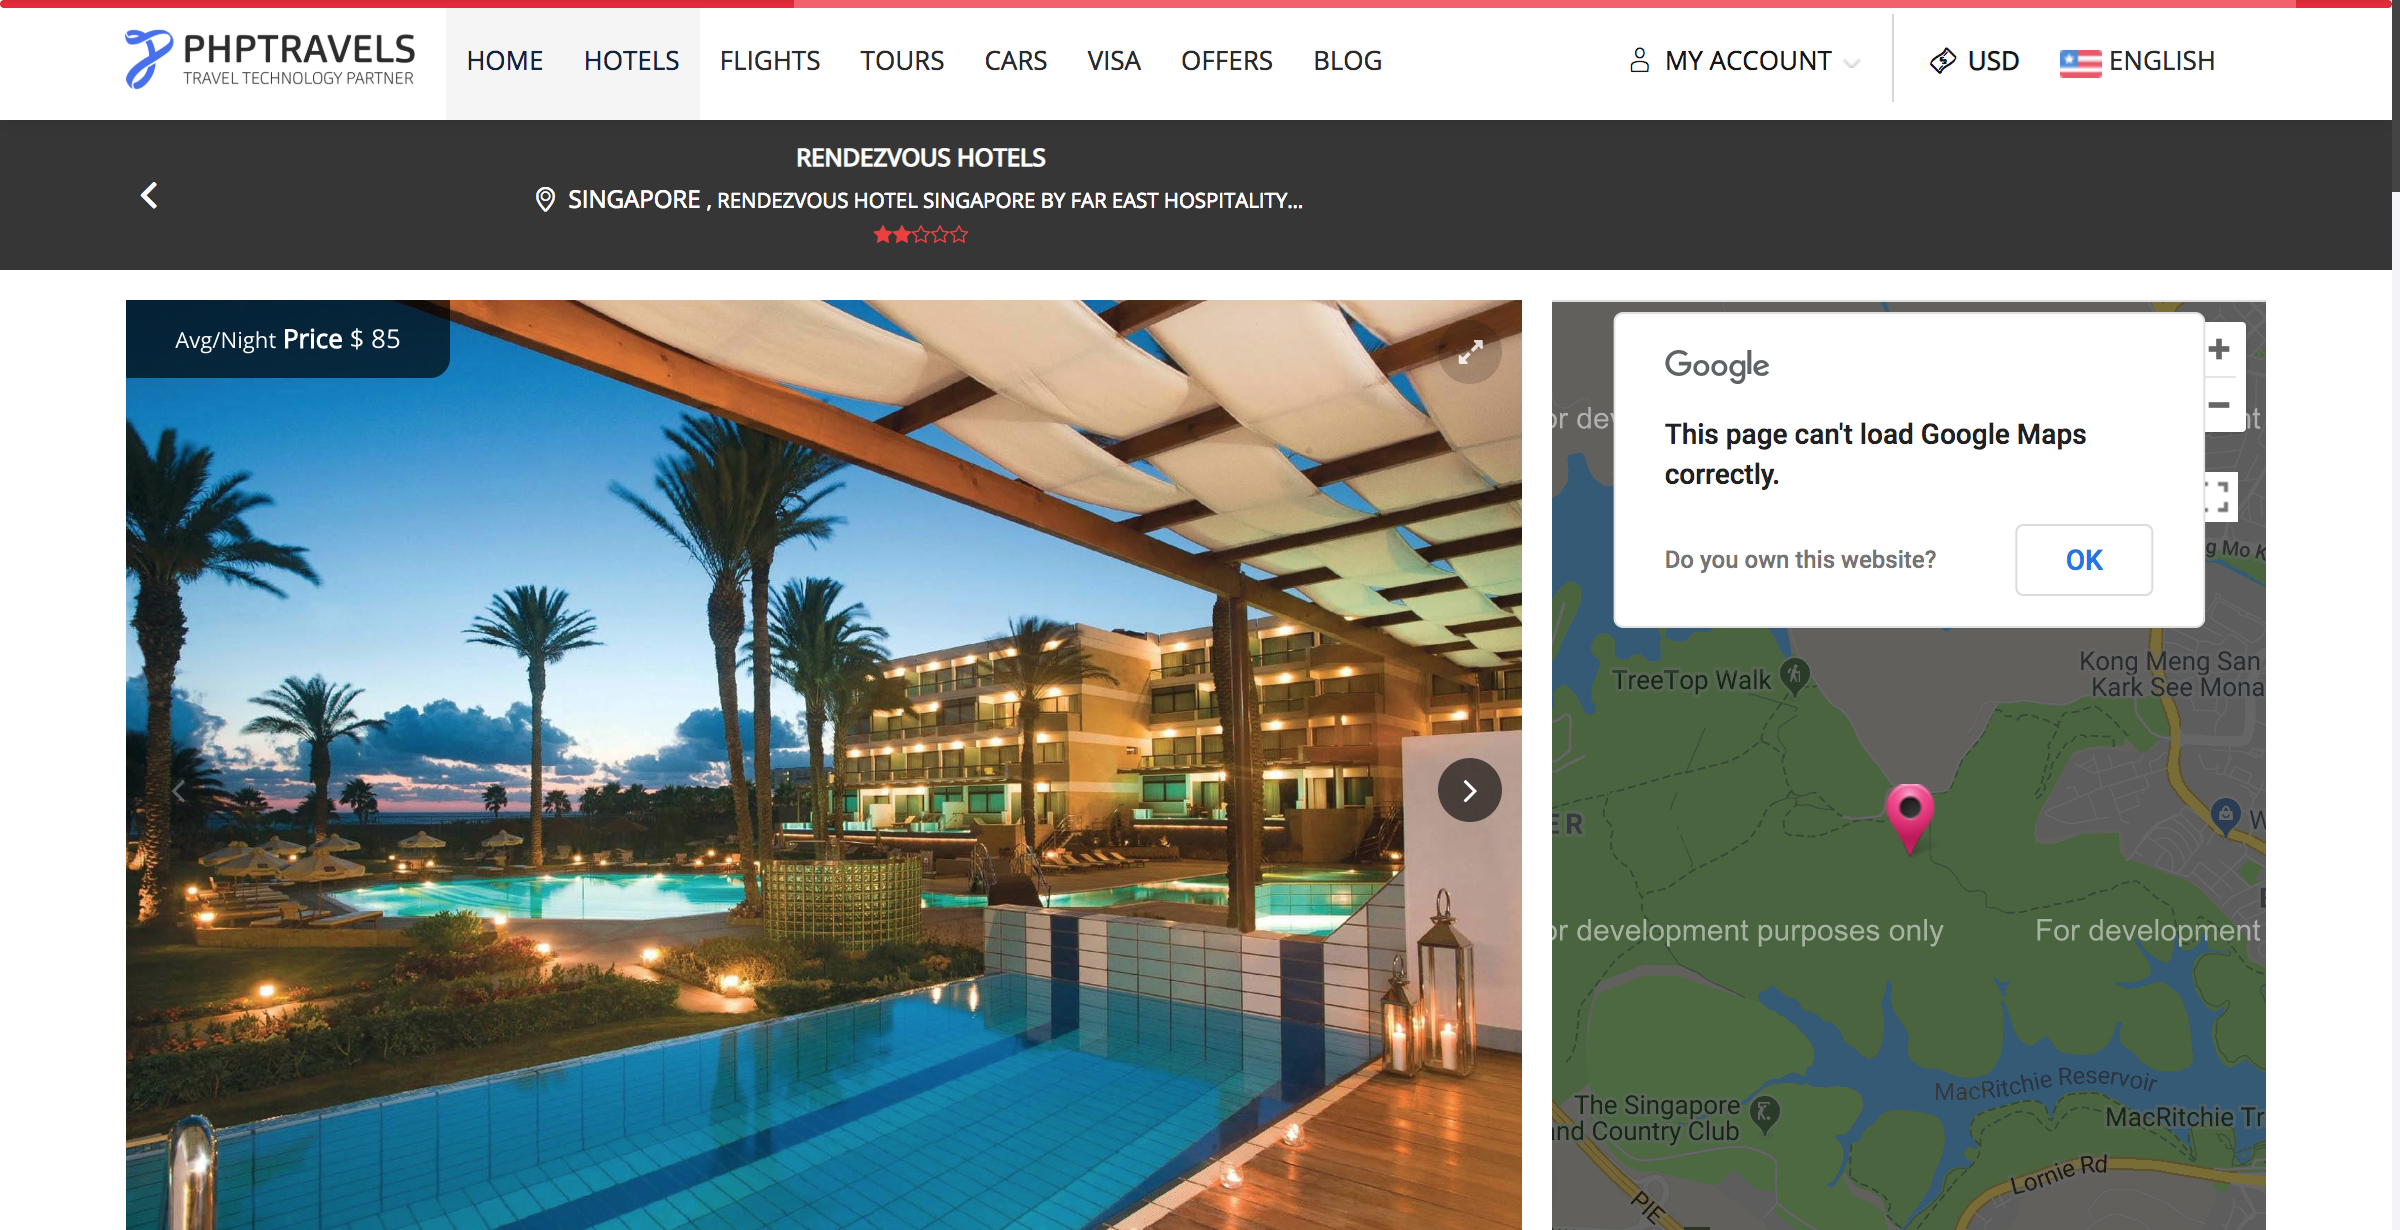 PHPTRAVELS
TRAVEL TECHNOLOGY PARTNER
HOME HOTELS FLIGHTS TOURS CARS VISA OFFERS BLOG
MY ACCOUNT
USD
ENGLISH
RENDEZVOUS HOTELS
SINGAPORE , RENDEZVOUS HOTEL SINGAPORE BY FAR EAST HOSPITALITY...
Avg/Night Price $ 85
Google
This page can't load Google Maps
correctly.
Do you own this website?
OK
g Mo K
TreeTop Walk
Kong Meng San
Kark See Mona
ER
W
or development purposes only
For development
MacRitchie Reservoir
The Singapore
nd Country Club
MacRitchie Tr
Lornie Rd
PIE